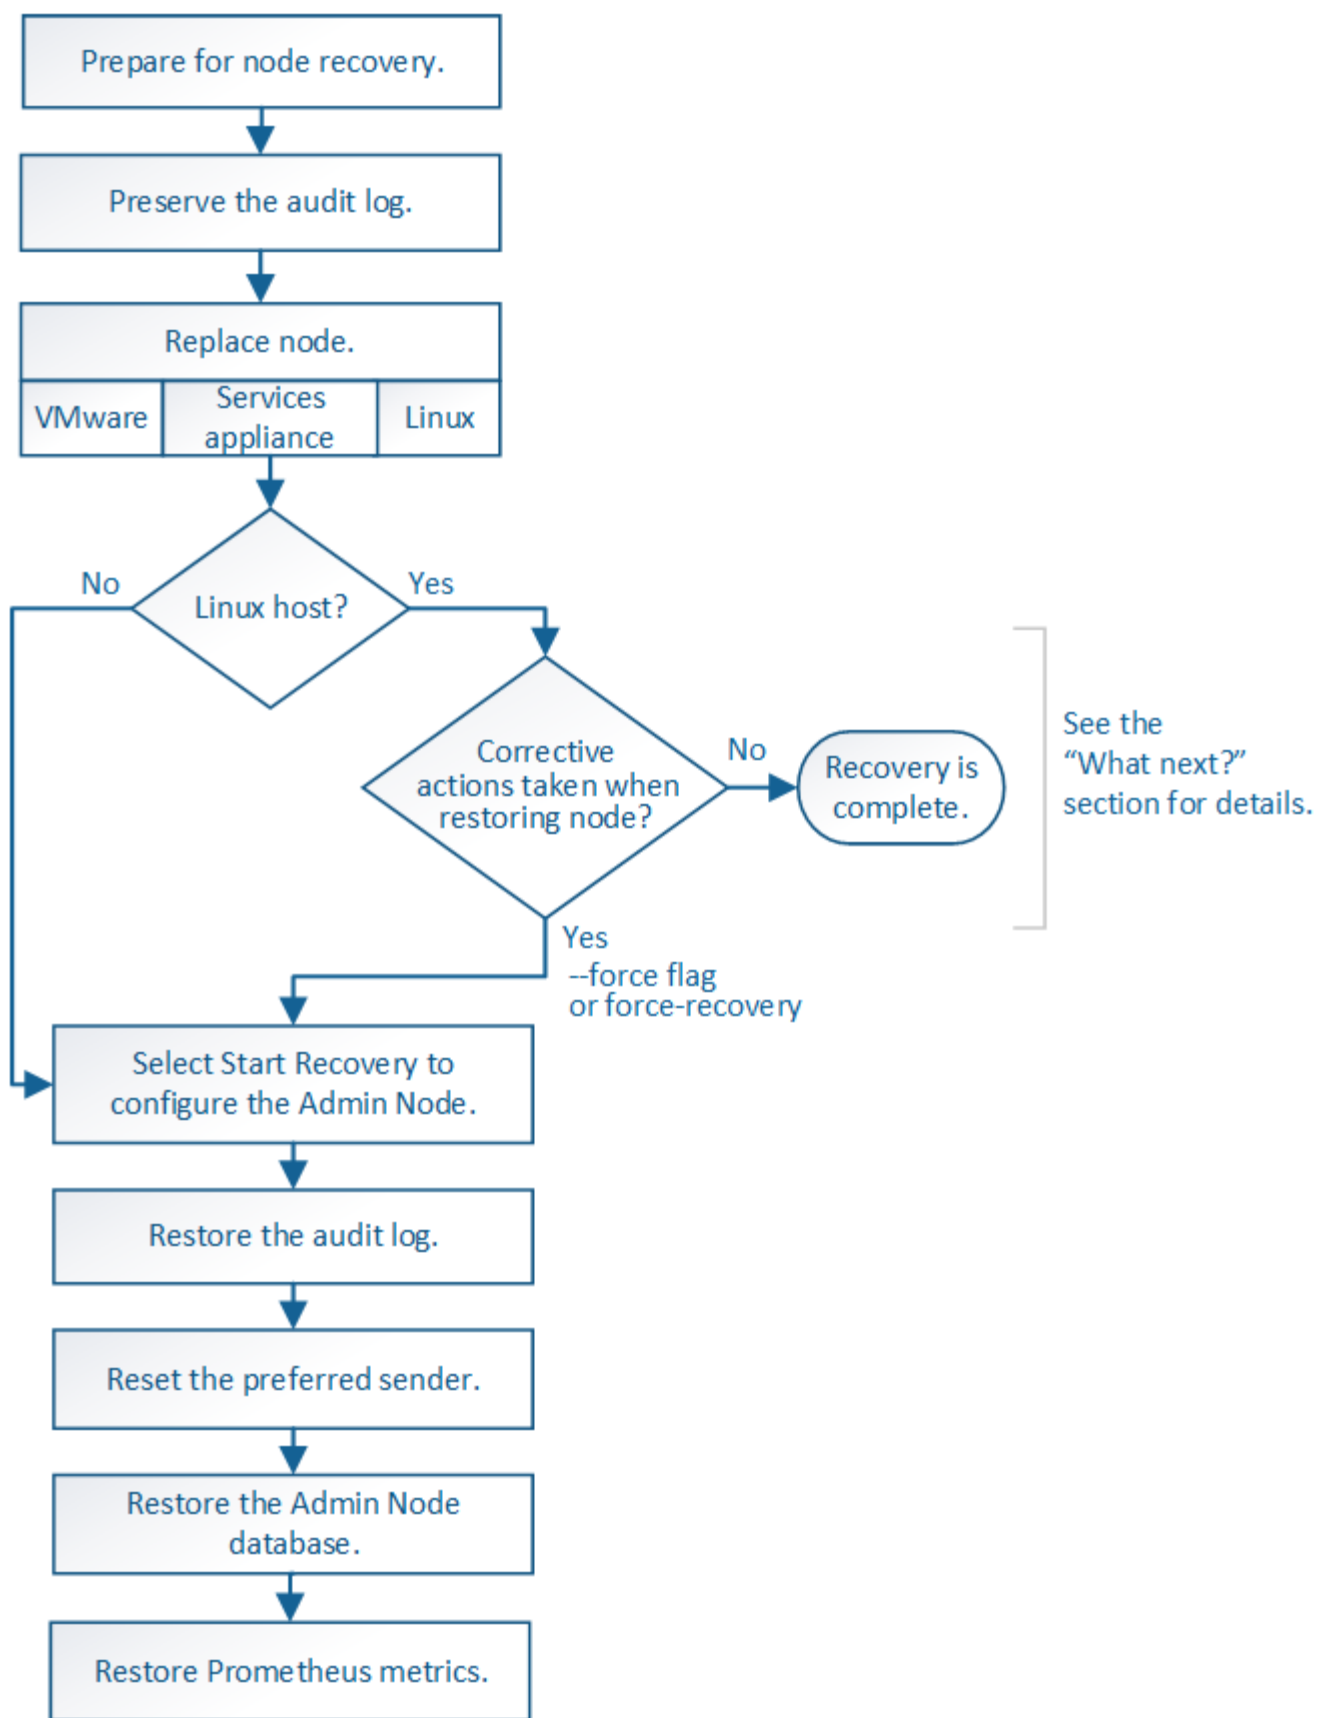 Prepare for node recovery.
Preserve the audit log.
Replace node.
VMware
Services
appliance
Linux
Linux host?
No
Yes
Corrective
actions taken when
restoring node?
No
Recovery is
complete.
See the
“What next?”
section for details.
Yes
--force flag
or force-recovery
Select Start Recovery to
configure the Admin Node.
Restore the audit log.
Reset the preferred sender.
Restore the Admin Node
database.
Restore Prometheus metrics.